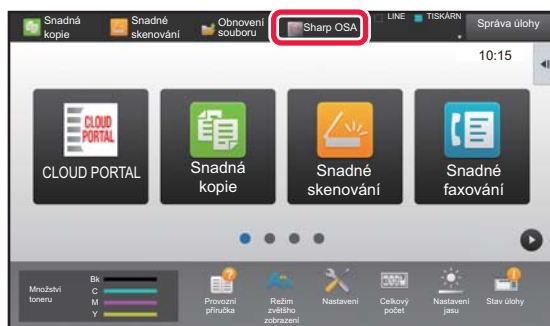 Snadná
kopie
Snadné
skenování
Obnovení
souboru
Sharp OSA
LINE
TISKÁRN
Správa úlohy
10:15
CLOUD
PORTAL
CLOUD PORTAL
Snadná
kopie
Snadné
skenování
Snadné
faxování
Množství
toneru
Bk
C
M
Y
Provozní
příručka
Režim
zvětšho
zobrazení
Nastavení
Celkový
počet
Nastavení
jasu
Stav úlohy